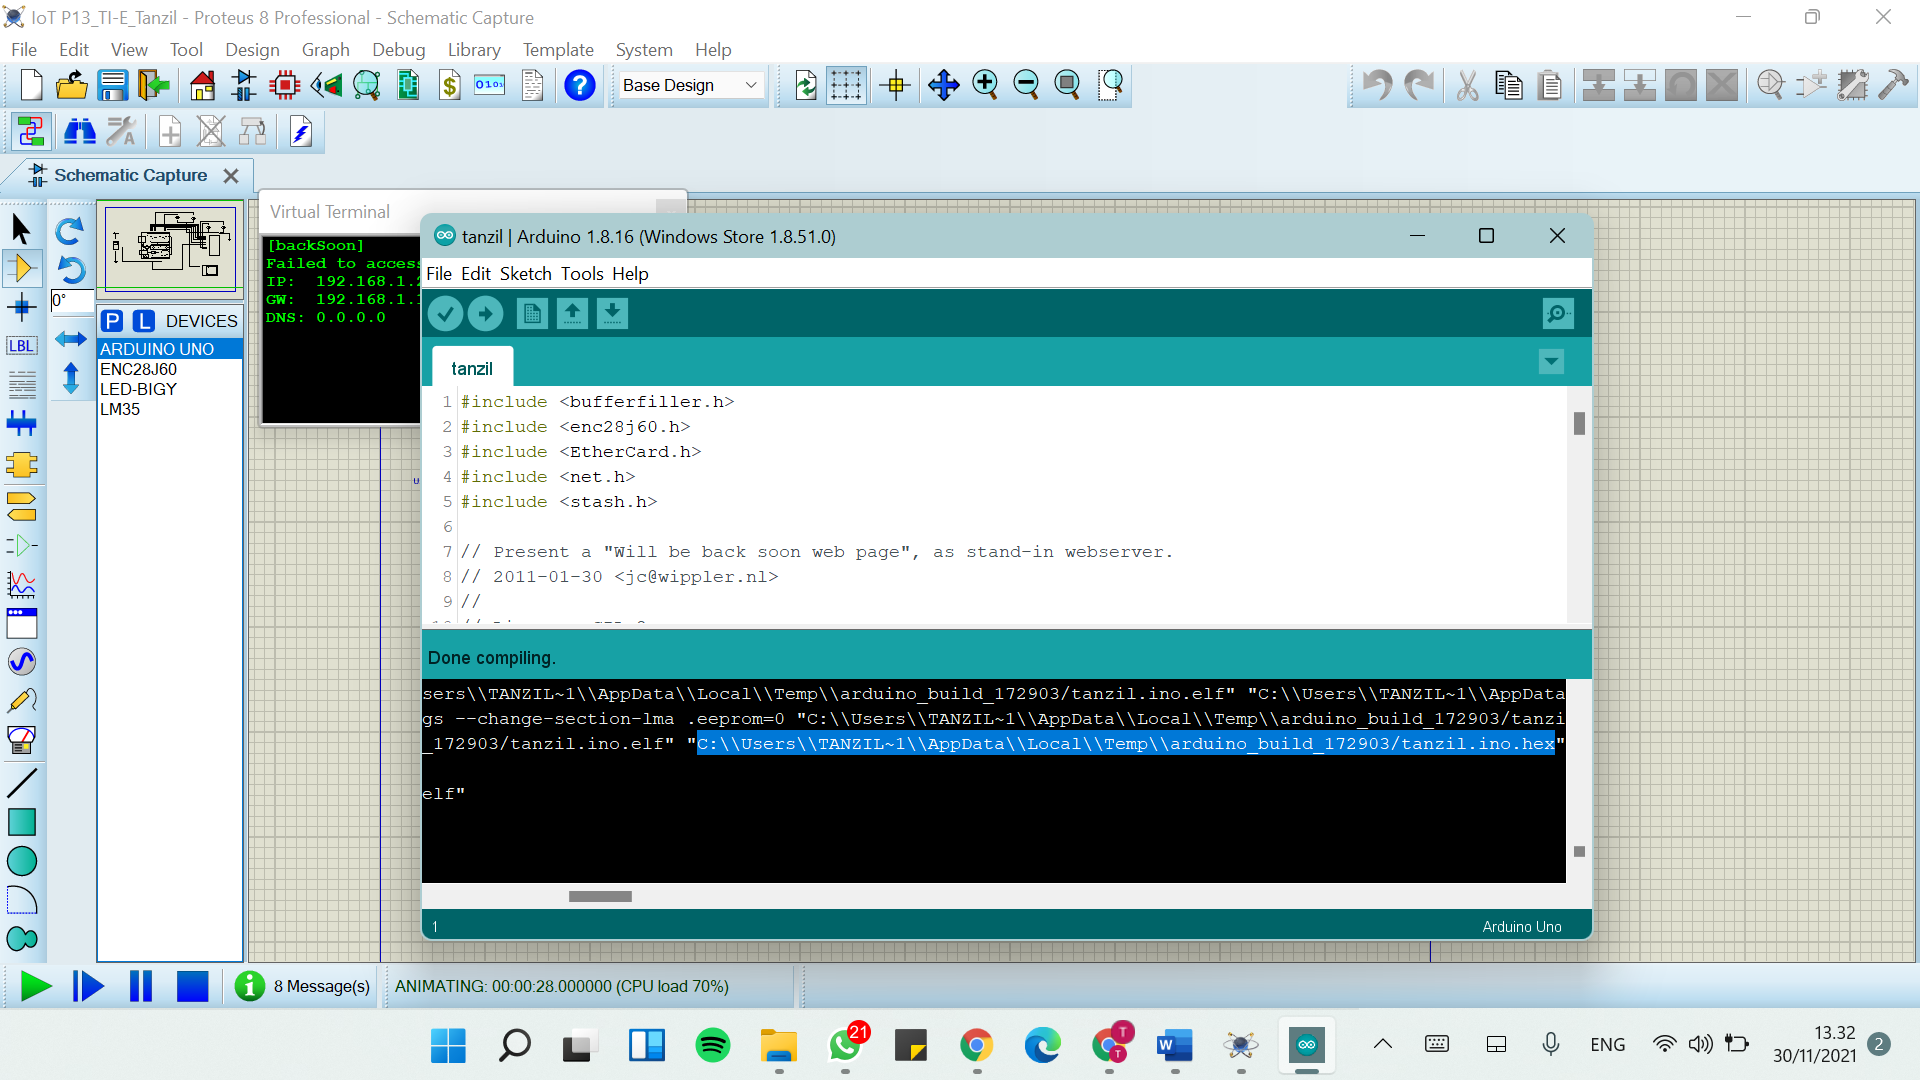 IoT P13_TI-E_Tanzil - Proteus 8 Professional - Schematic Capture
File Edit View Tool Design Graph Debug Library Template System Help
Base Design
Schematic Capture
Virtual Terminal
[backSoon]
Failed to access
IP: 192.168.1.
GW: 192.168.1.
DNS: 0.0.0.0
0°
P L DEVICES
ARDUINO UNO
ENC28J60
LED-BIGY
LM35
LBL
tanzil | Arduino 1.8.16 (Windows Store 1.8.51.0)
File Edit Sketch Tools Help
tanzil
1 #include <bufferfiller.h>
2 #include <enc28j60.h>
3 #include <EtherCard.h>
4 #include <net.h>
5 #include <stash.h>
6
7 // Present a "Will be back soon web page", as stand-in webserver.
8 // 2011-01-30 <jc@wippler.nl>
9 //
Done compiling.
sers\\TANZIL~1\\AppData\\Local\\Temp\\arduino_build_172903/tanzil.ino.elf" "C:\\Users\\TANZIL~1\\AppData
gs --change-section-lma .eeprom=0 "C:\\Users\\TANZIL~1\\AppData\\Local\\Temp\\arduino_build_172903/tanzi
_172903/tanzil.ino.elf" "C:\\Users\\TANZIL~1\\AppData\\Local\\Temp\\arduino_build_172903/tanzil.ino.hex"
elf"
1
Arduino Uno
8 Message(s)
ANIMATING: 00:00:28.000000 (CPU load 70%)
21
T
T
ENG
13.32
30/11/2021
2